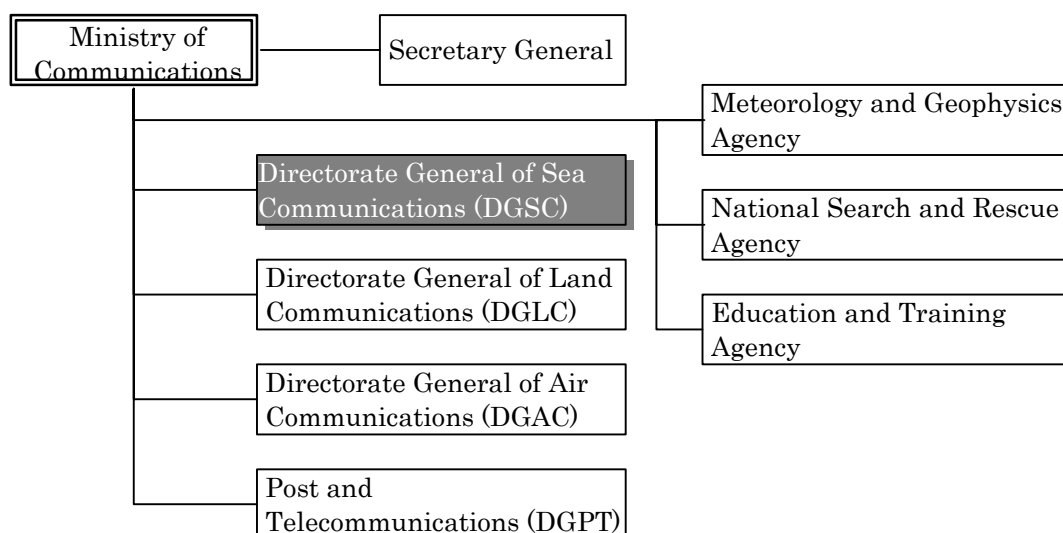 Ministry of
Communications
Secretary General
Meteorology and Geophysics
Agency
Directorate General of Sea
Communications (DGSC)
National Search and Rescue
Agency
Directorate General of Land
Communications (DGLC)
Education and Training
Agency
Directorate General of Air
Communications (DGAC)
Post and
Telecommunications (DGPT)